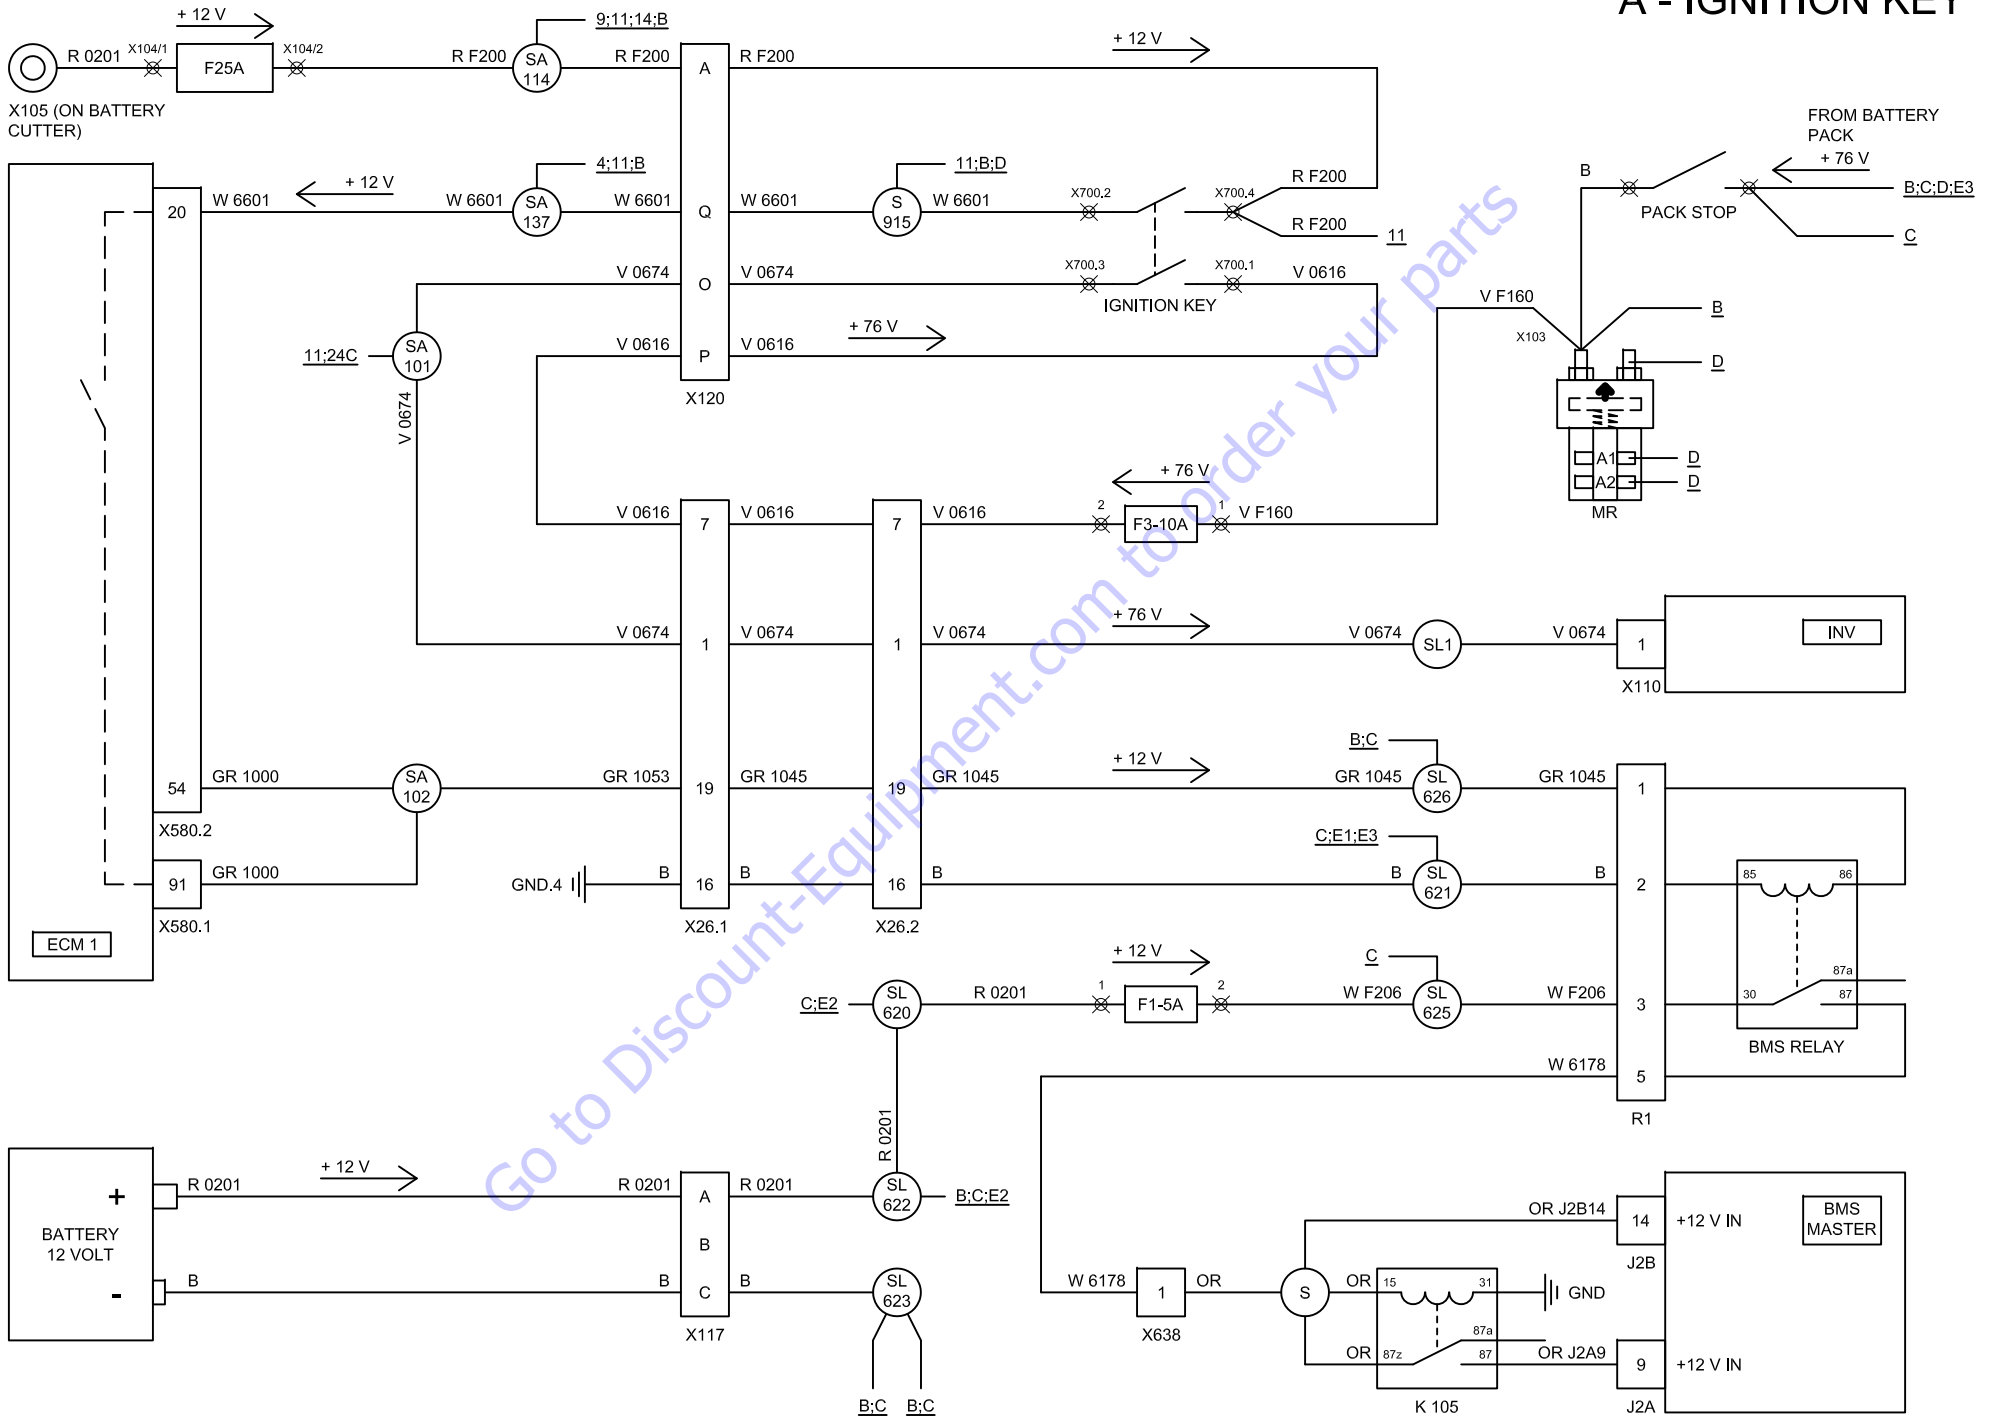 A - IGNITION KEY
+ 12 V
9;11;14;B
+ 12 V
R 0201
X104/1
F25A
X104/2
R F200
SA
114
R F200
A
R F200
X105 (ON BATTERY
CUTTER)
FROM BATTERY
PACK
+ 76 V
4;11;B
11;B;D
B
B;C;D;E3
PACK STOP
C
20
W 6601
+ 12 V
W 6601
SA
137
W 6601
Q
W 6601
S
915
W 6601
X700.2
X700.4
R F200
R F200
11
V 0674
O
V 0674
X700.3
X700.1
V 0616
IGNITION KEY
V F160
B
X103
D
11;24C
SA
101
V 0674
V 0616
P
V 0616
+ 76 V
X120
A1
D
A2
D
MR
+ 76 V
V 0616
7
V 0616
7
V 0616
2
F3-10A
1
V F160
+ 76 V
V 0674
1
V 0674
1
V 0674
V 0674
SL1
V 0674
1
INV
X110
B;C
+ 12 V
54
GR 1000
SA
102
GR 1053
19
GR 1045
19
GR 1045
GR 1045
SL
626
GR 1045
1
X580.2
C;E1;E3
91
GR 1000
GND.4
B
16
B
16
B
B
SL
621
B
2
85
86
X580.1
X26.1
X26.2
ECM 1
+ 12 V
C
87a
C;E2
SL
620
R 0201
1
F1-5A
2
W F206
SL
625
W F206
3
30
87
BMS RELAY
W 6178
5
R1
R 0201
+ 12 V
+
R 0201
R 0201
A
R 0201
SL
622
B;C;E2
BATTERY
12 VOLT
B
-
B
B
C
B
SL
623
X117
B;C
B;C
OR J2B14
14
+12 V IN
BMS
MASTER
J2B
W 6178
1
OR
S
OR
15
31
GND
X638
87a
OR
87z
87
OR J2A9
9
+12 V IN
K 105
J2A
Go to Discount-Equipment.com to order your parts